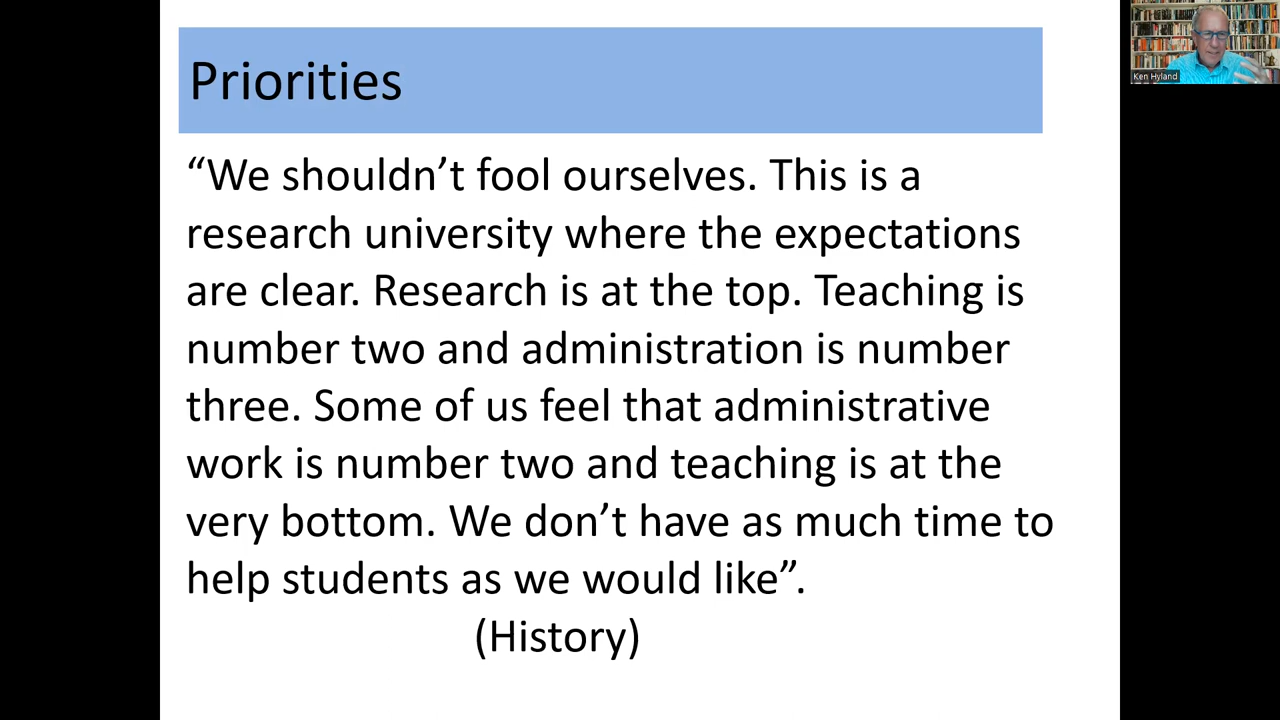 Priorities
“We shouldn’t fool ourselves. This is a
research university where the expectations
are clear. Research is at the top. Teaching is
number two and administration is number
three. Some of us feel that administrative
work is number two and teaching is at the
very bottom. We don’t have as much time to
help students as we would like”.
(History)
Ken Hyland